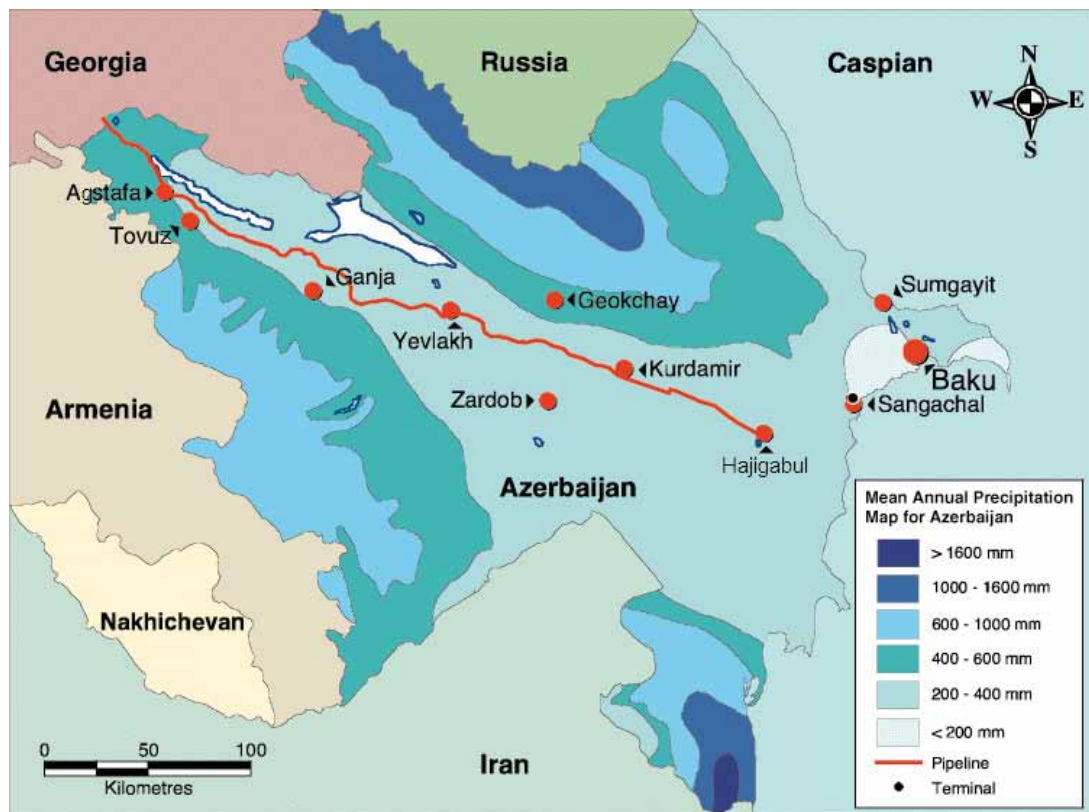 Georgia
Russia
Caspian
N
W E
S
Agstafa
Tovuz
Ganja
Geokchay
Sumgayit
Yevlakh
Kurdamir
Baku
Armenia
Zardob
Sangachal
Hajigabul
Azerbaijan
Nakhichevan
Iran
0 50 100
Kilometres
Mean Annual Precipitation
Map for Azerbaijan
> 1600 mm
1000 - 1600 mm
600 - 1000 mm
400 - 600 mm
200 - 400 mm
< 200 mm
Pipeline
Terminal